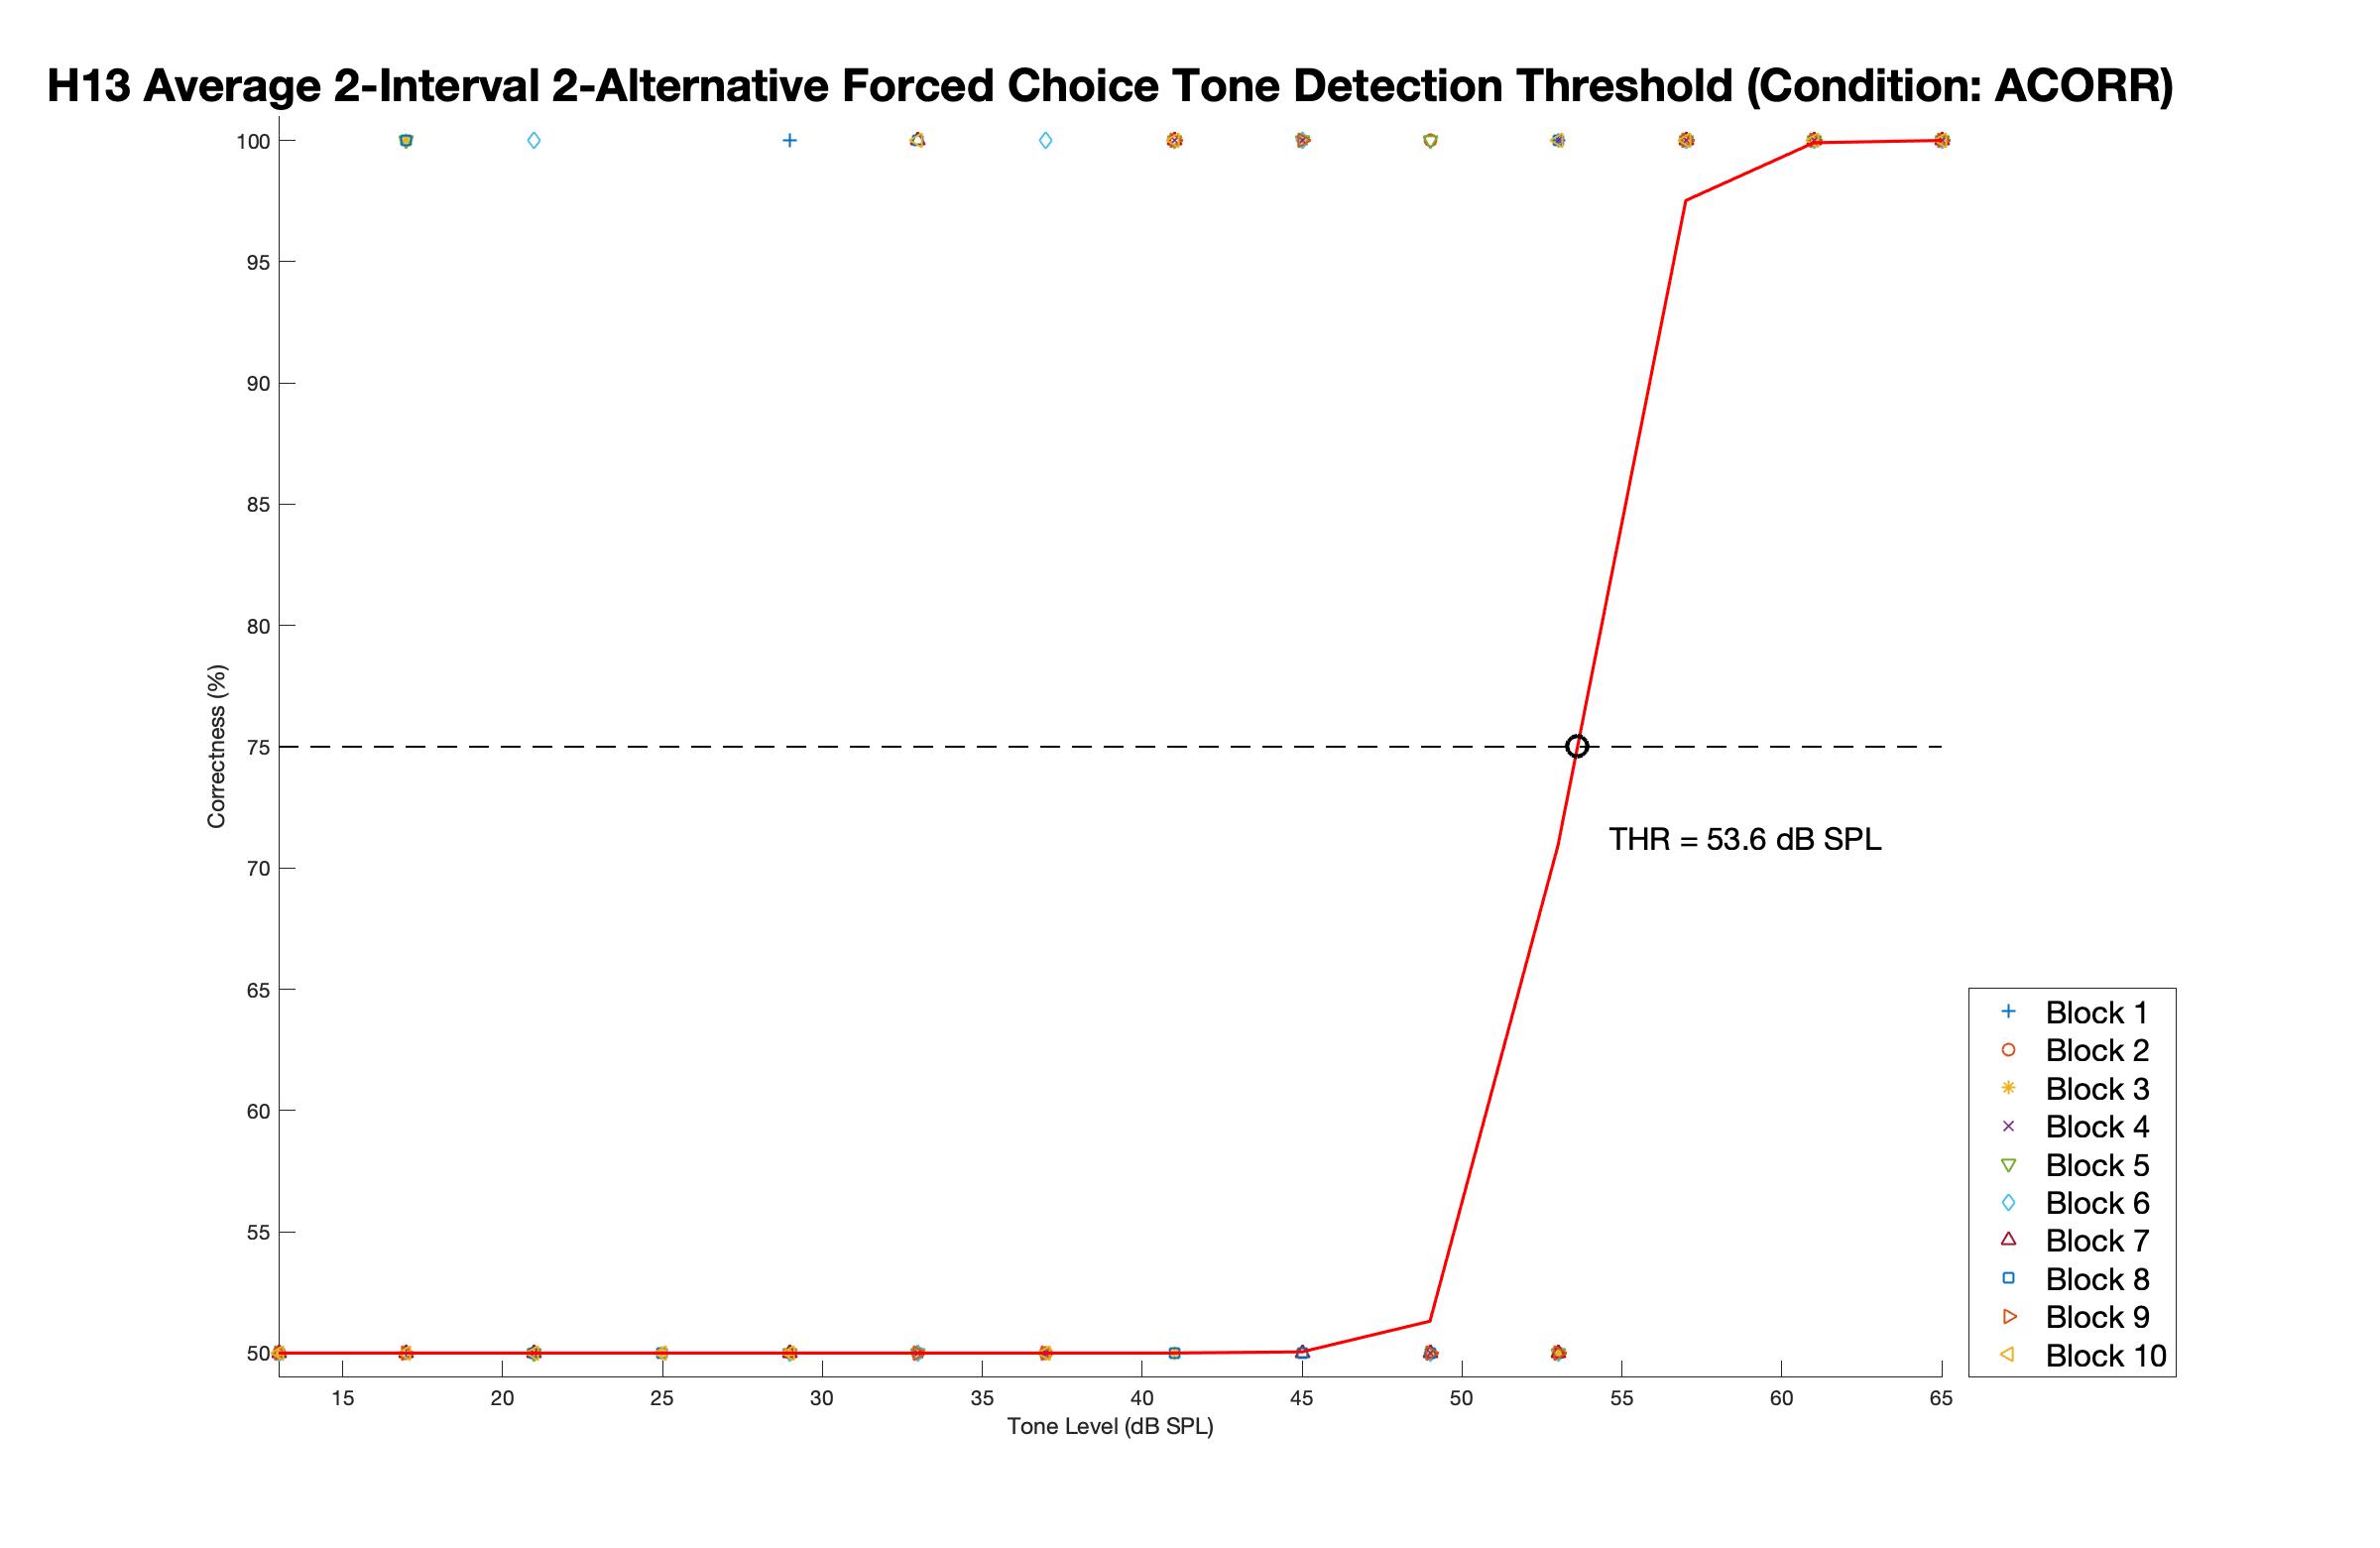 H13 Average 2-Interval 2-Alternative Forced Choice Tone Detection Threshold (Condition: ACORR)
100
95
90
85
80
75
70
65
60
55
50
Correctness (%)
THR = 53.6 dB SPL
Block 1
Block 2
Block 3
Block 4
Block 5
Block 6
Block 7
Block 8
Block 9
Block 10
15 20 25 30 35 40 45 50 55 60 65
Tone Level (dB SPL)